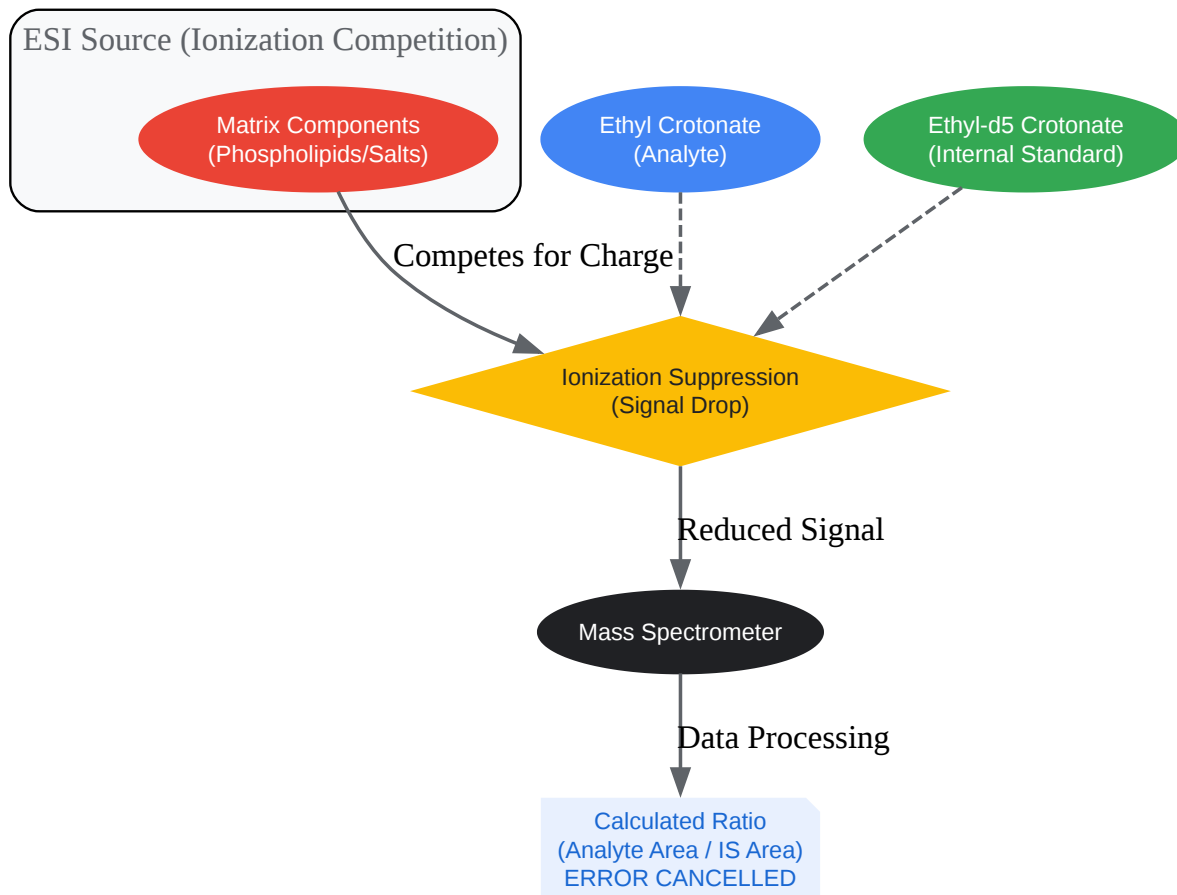 ESI Source (Ionization Competition)
Matrix Components
(Phospholipids/Salts)
Ethyl Crotonate
(Analyte)
Ethyl-d5 Crotonate
(Internal Standard)
Competes for Charge
Ionization Suppression
(Signal Drop)
Reduced Signal
Mass Spectrometer
Data Processing
Calculated Ratio
(Analyte Area / IS Area)
ERROR CANCELLED